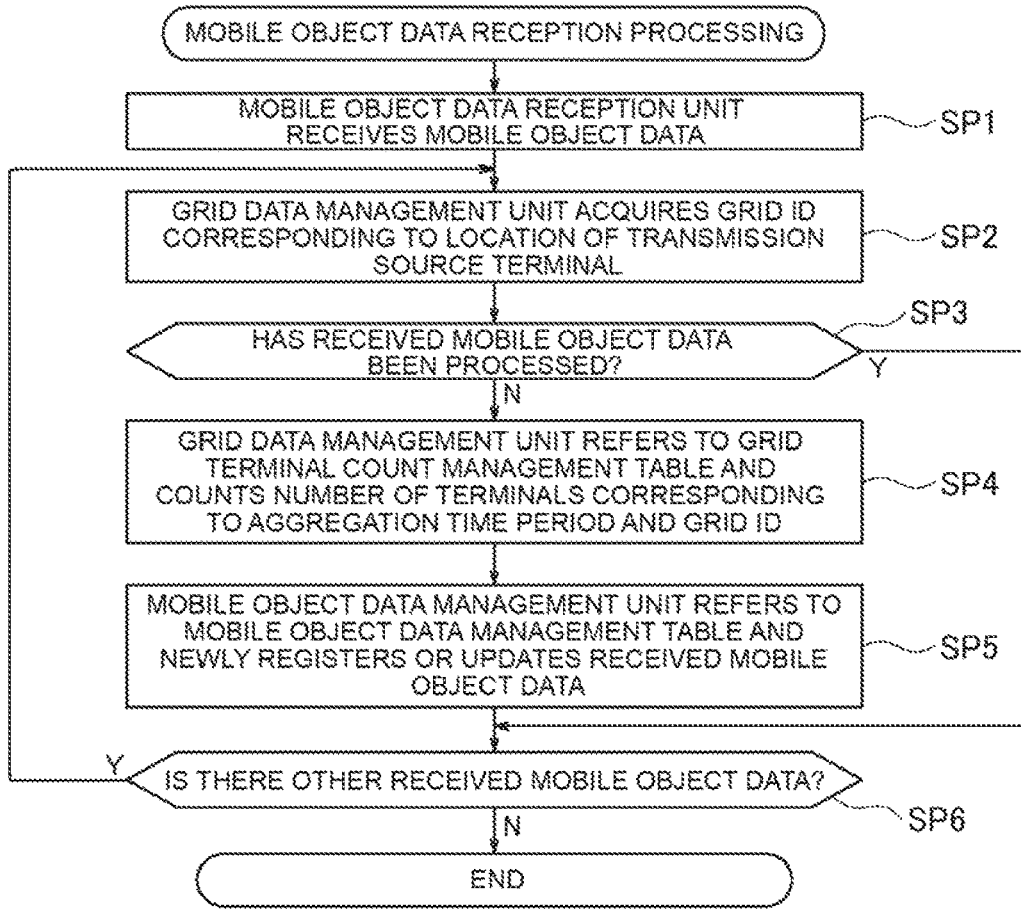 MOBILE OBJECT DATA RECEPTION PROCESSING
MOBILE OBJECT DATA RECEPTION UNIT
RECEIVES MOBILE OBJECT DATA
SP1
GRID DATA MANAGEMENT UNIT ACQUIRES GRID ID
CORRESPONDING TO LOCATION OF TRANSMISSION
SOURCE TERMINAL
SP2
HAS RECEIVED MOBILE OBJECT DATA
BEEN PROCESSED?
SP3
Y
N
GRID DATA MANAGEMENT UNIT REFERS TO GRID
TERMINAL COUNT MANAGEMENT TABLE AND
COUNTS NUMBER OF TERMINALS CORRESPONDING
TO AGGREGATION TIME PERIOD AND GRID ID
SP4
MOBILE OBJECT DATA MANAGEMENT UNIT REFERS TO
MOBILE OBJECT DATA MANAGEMENT TABLE AND
NEWLY REGISTERS OR UPDATES RECEIVED MOBILE
OBJECT DATA
SP5
Y
IS THERE OTHER RECEIVED MOBILE OBJECT DATA?
SP6
N
END